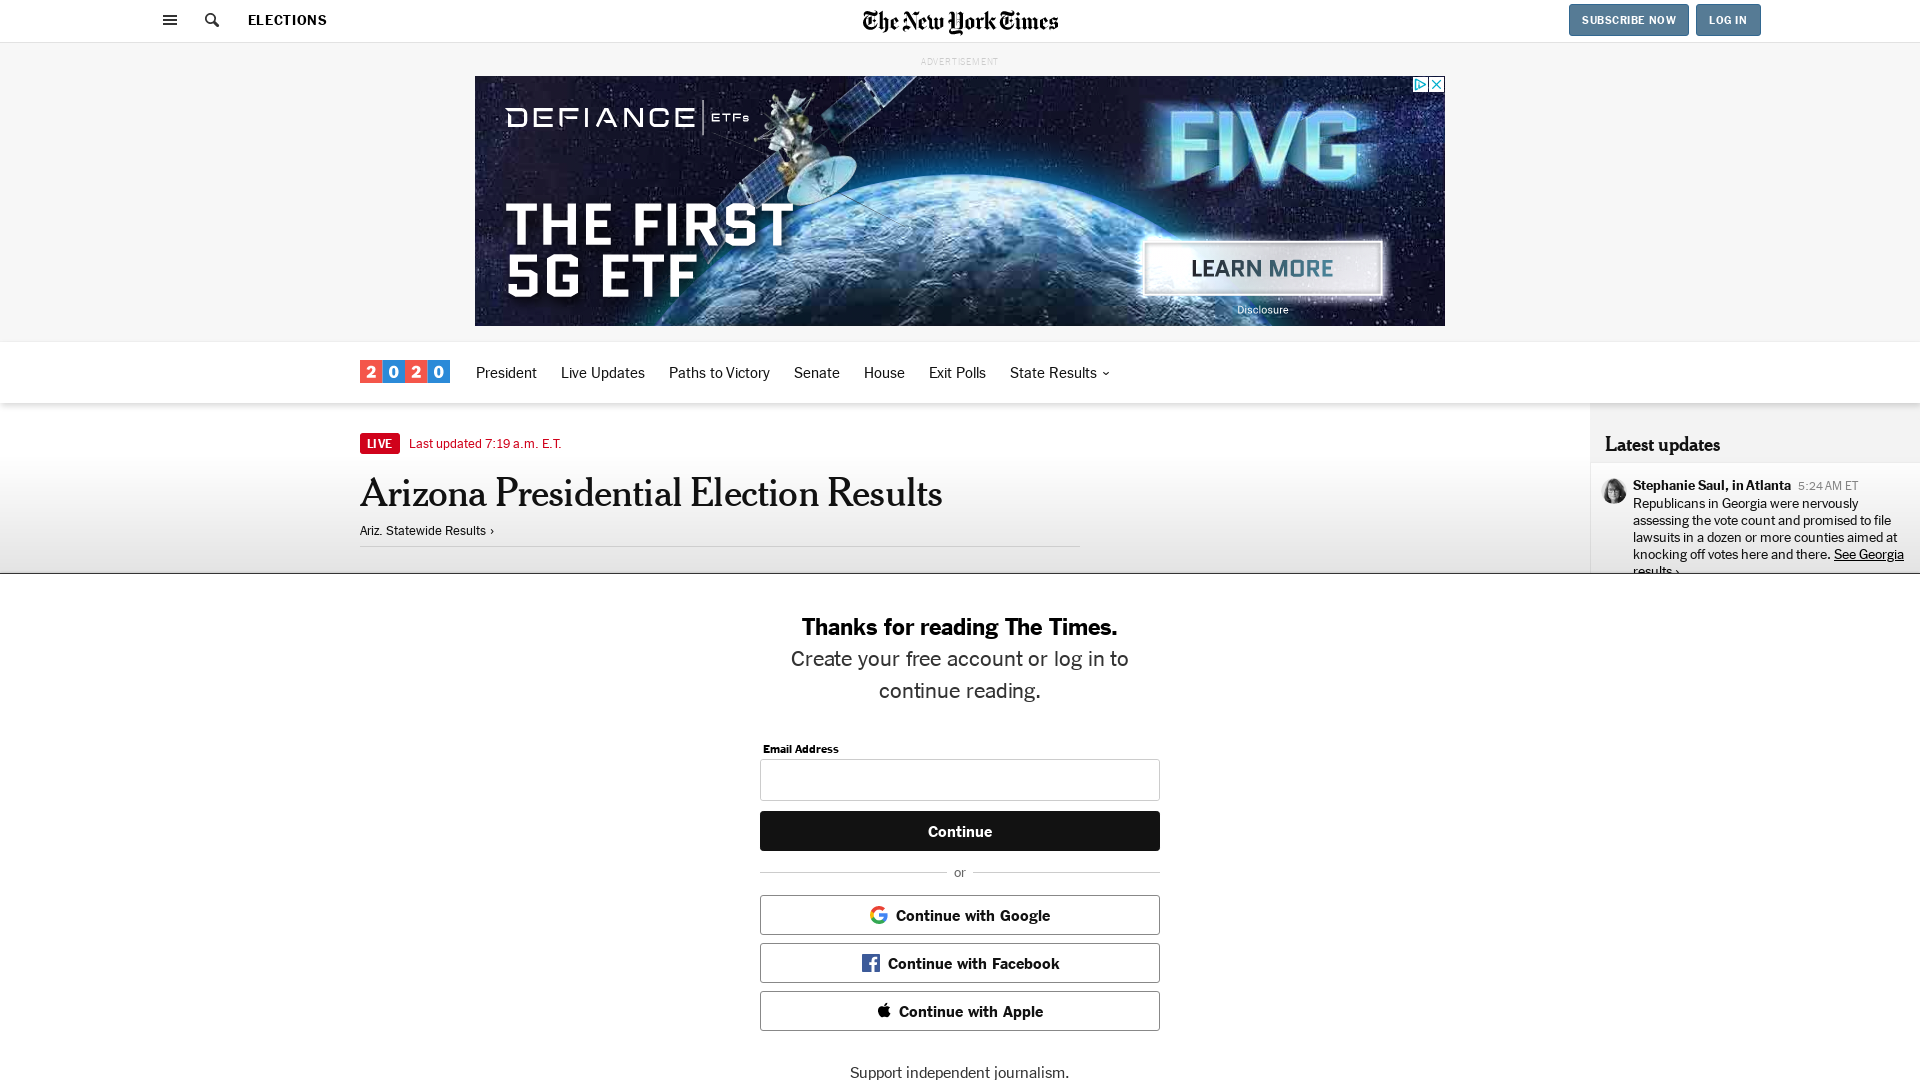 ELECTIONS
The New York Times
SUBSCRIBE NOW
LOG IN
ADVERTISEMENT
DEFIANCE ETFs
FIVG
THE FIRST
5G ETF
LEARN MORE
Disclosure
2020
President
Live Updates
Paths to Victory
Senate
House
Exit Polls
State Results
LIVE
Last updated 7:19 a.m. E.T.
Arizona Presidential Election Results
Ariz. Statewide Results ›
Latest updates
Stephanie Saul, in Atlanta 5:24 AM ET
Republicans in Georgia were nervously
assessing the vote count and promised to file
lawsuits in a dozen or more counties aimed at
knocking off votes here and there. See Georgia
results ›
Thanks for reading The Times.
Create your free account or log in to
continue reading.
Email Address
Continue
or
Continue with Google
Continue with Facebook
Continue with Apple
Support independent journalism.